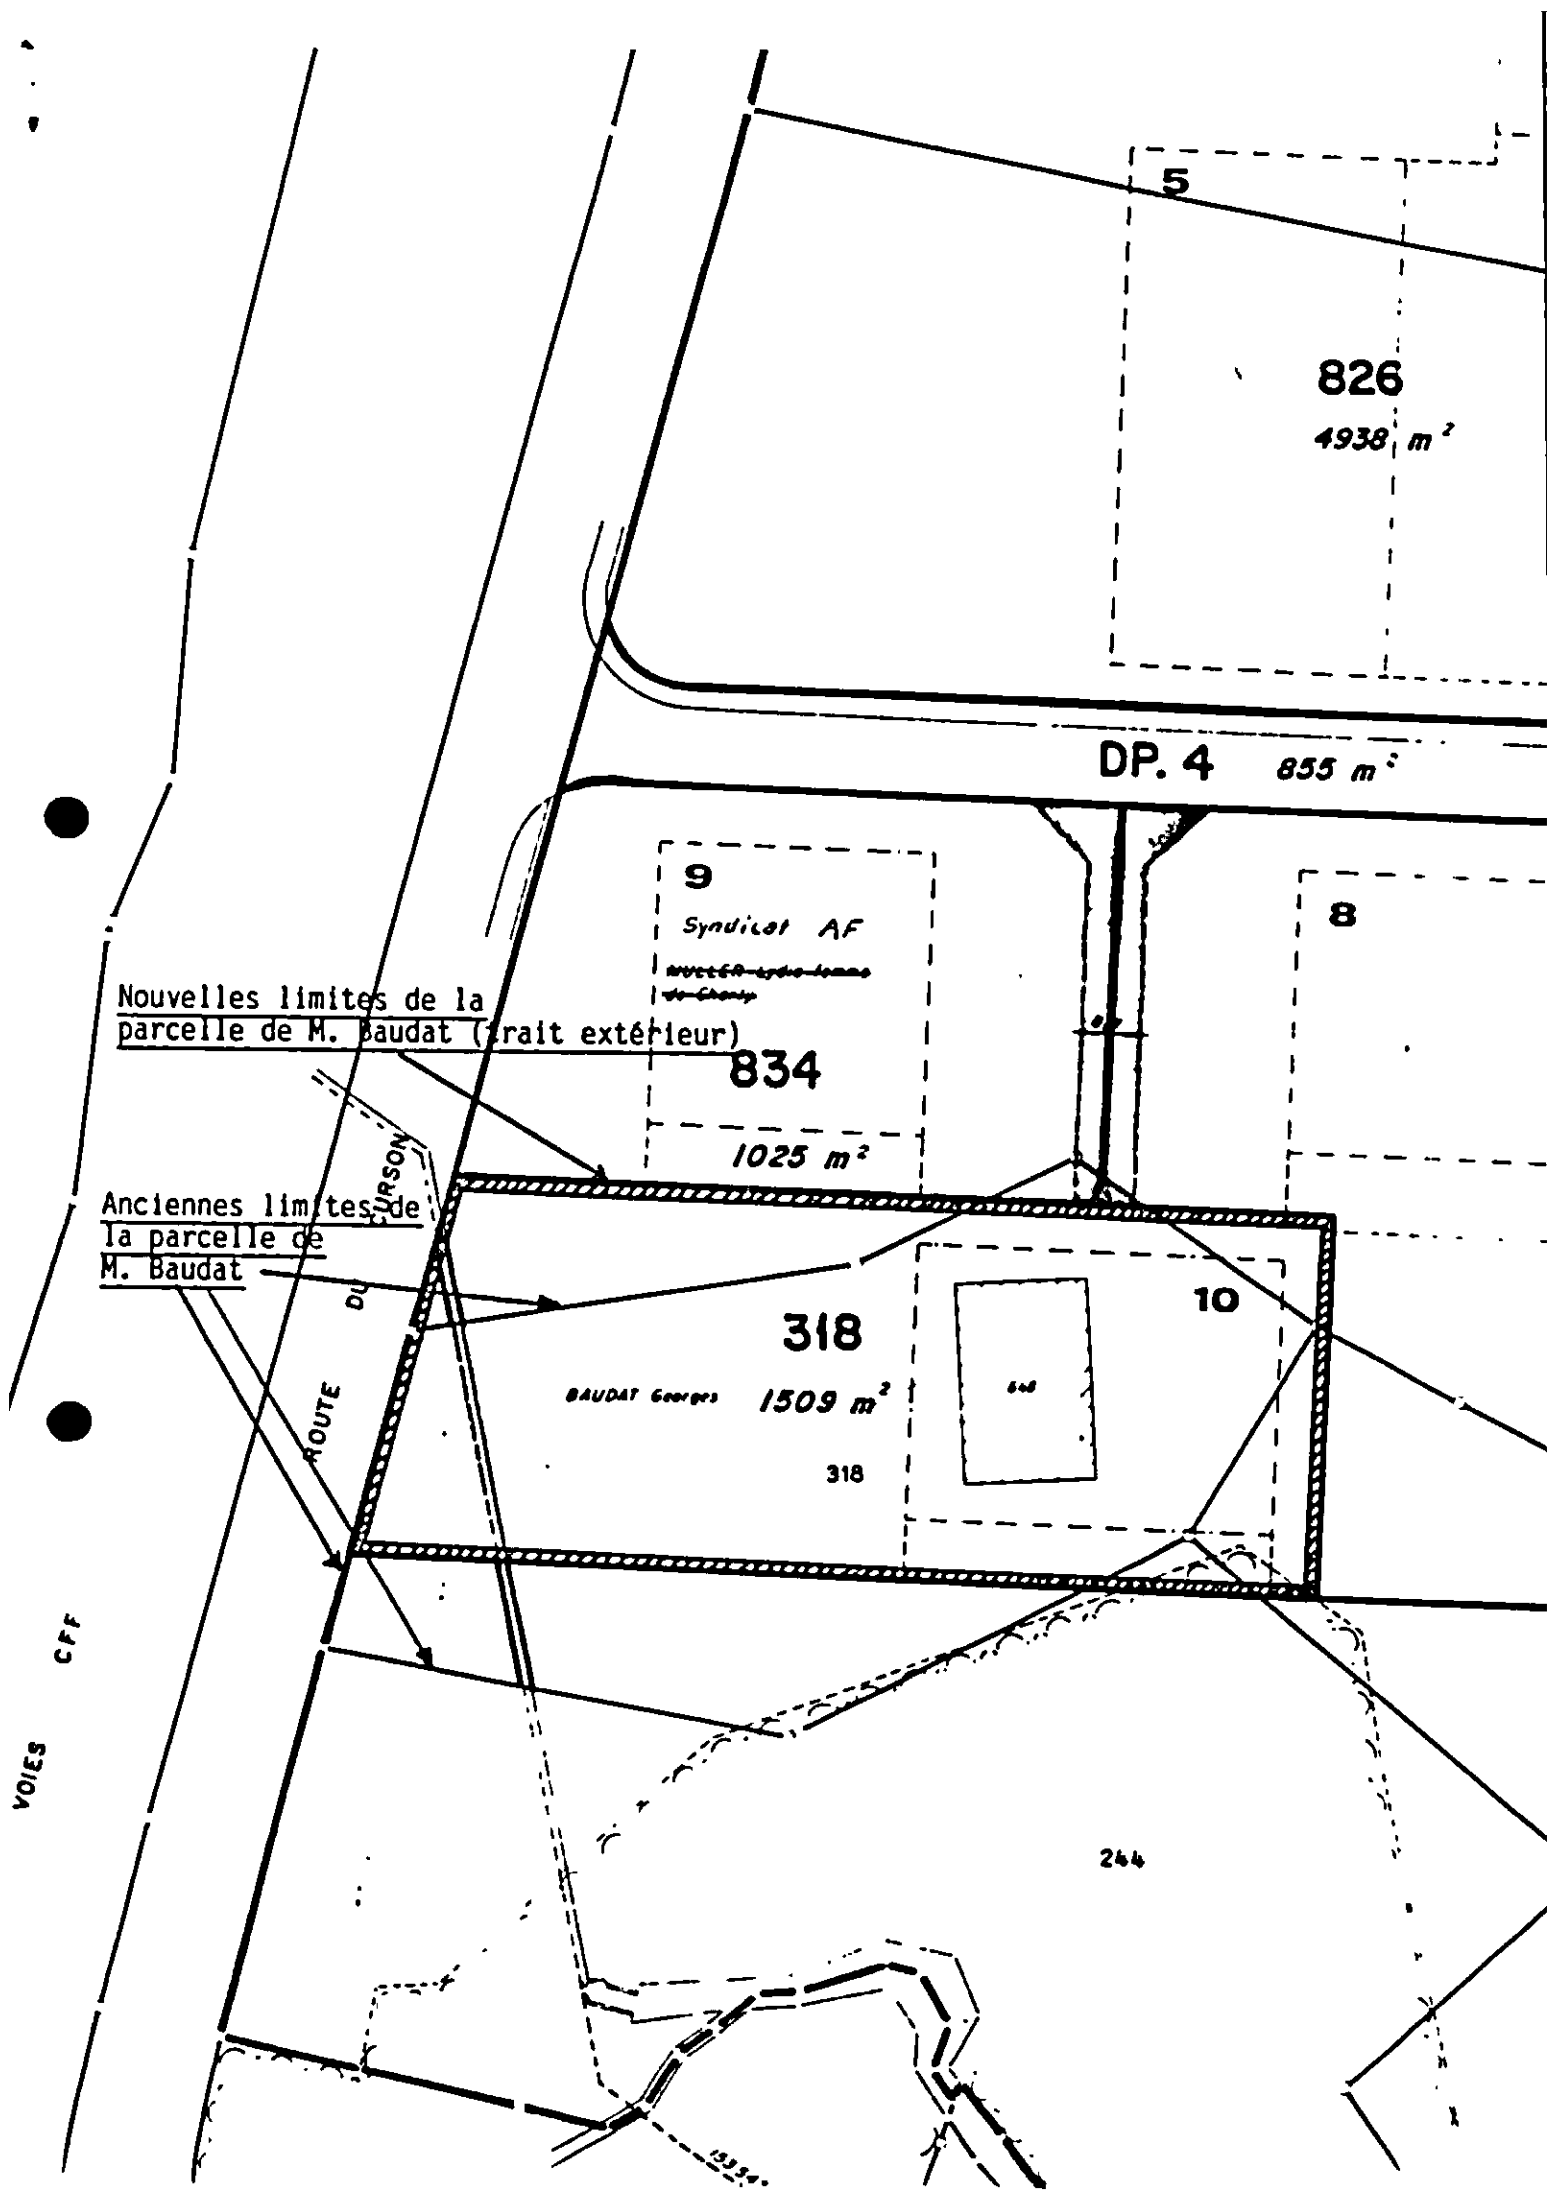 5
826
4938 m²
DP. 4 855 m²
9
Syndicat AF
8
Nouvelles limites de la
parcelle de M. Baudat (trait extérieur)
834
1025 m²
Anciennes limites de
la parcelle de
M. Baudat
ROUTE DU CURSON
10
318
BAUDAT Georges 1509 m²
318
VOIES CFF
244